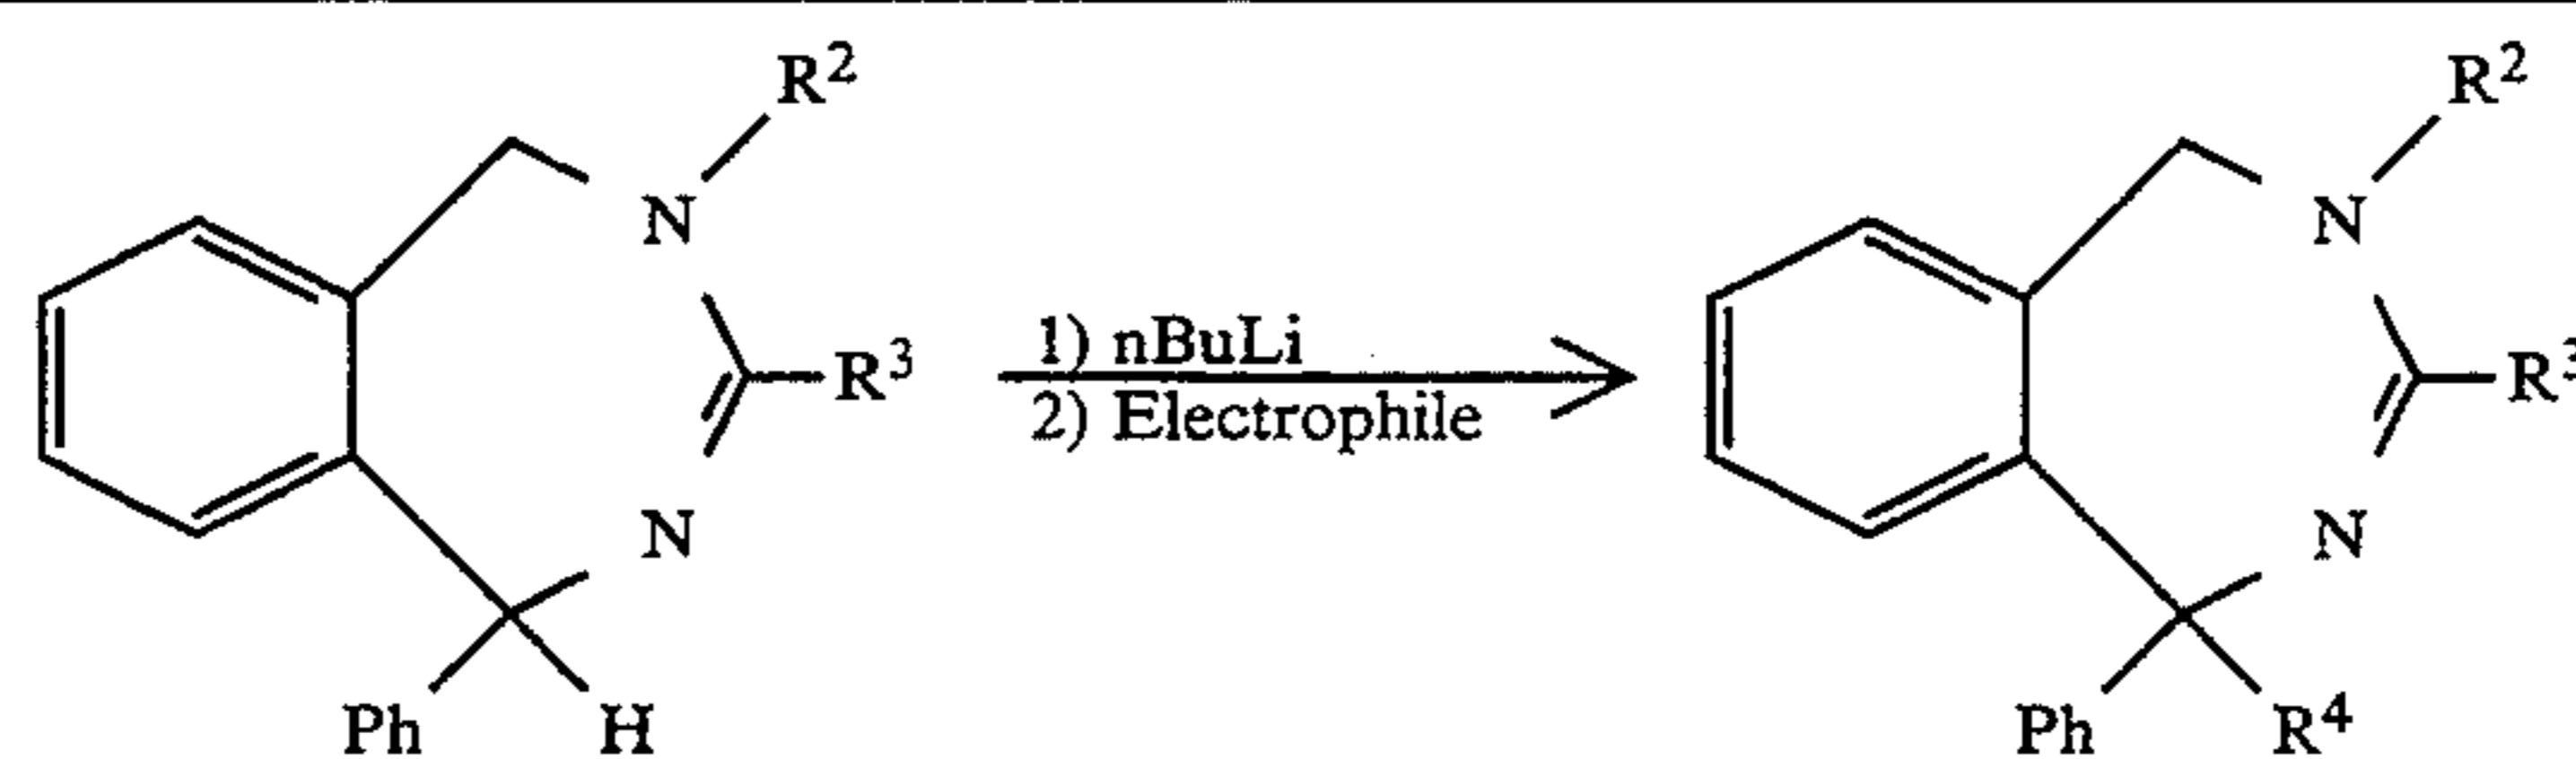 R²
N
R³
N
Ph
H
1) nBuLi
2) Electrophile
R²
N
R³
N
Ph
R⁴